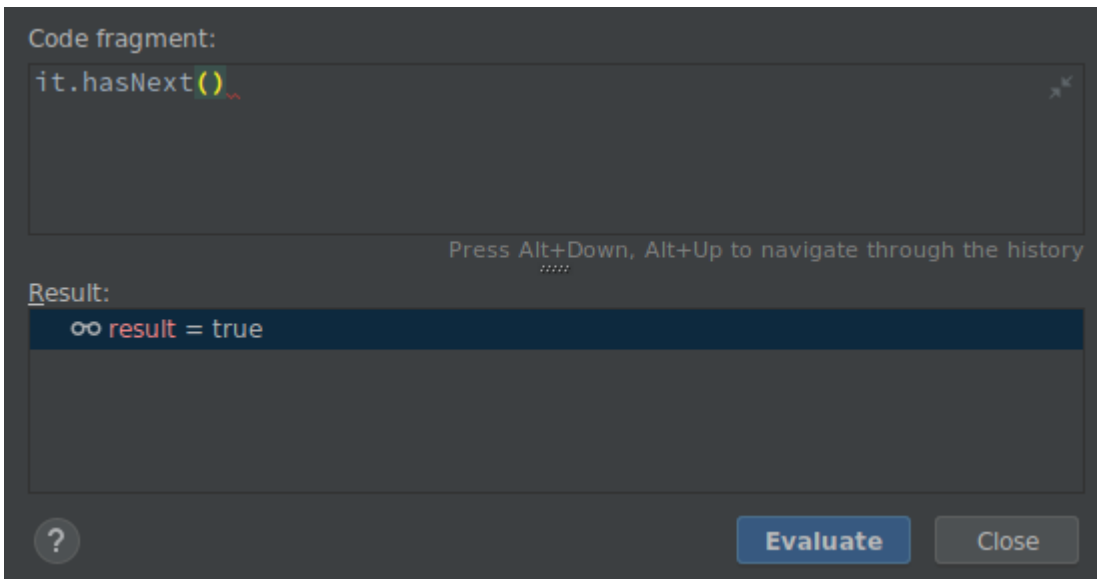 Code fragment:
it.hasNext()
Press Alt+Down, Alt+Up to navigate through the history
Result:
result = true
?
Evaluate
Close